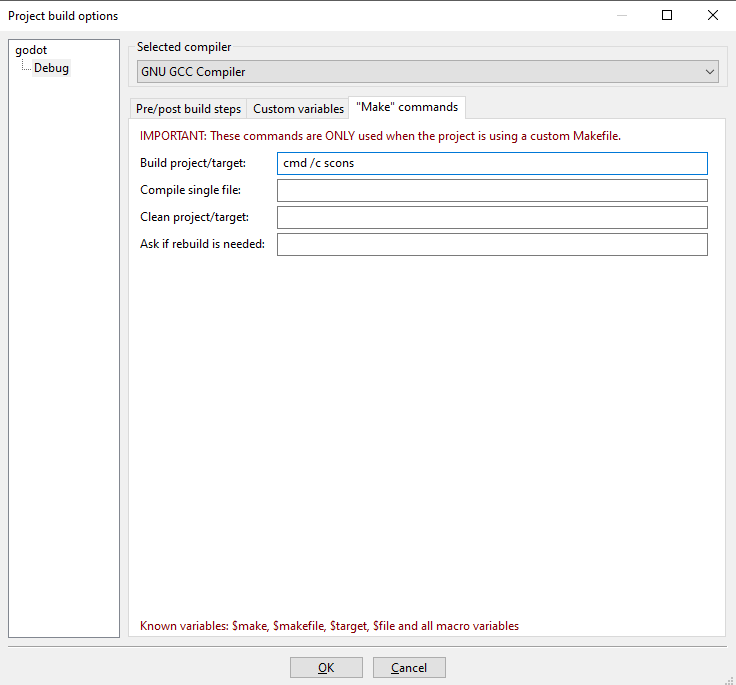 Project build options
godot
Debug
Selected compiler
GNU GCC Compiler
Pre/post build steps Custom variables "Make" commands
IMPORTANT: These commands are ONLY used when the project is using a custom Makefile.
Build project/target: cmd /c scons
Compile single file:
Clean project/target:
Ask if rebuild is needed:
Known variables: $make, $makefile, $target, $file and all macro variables
OK Cancel